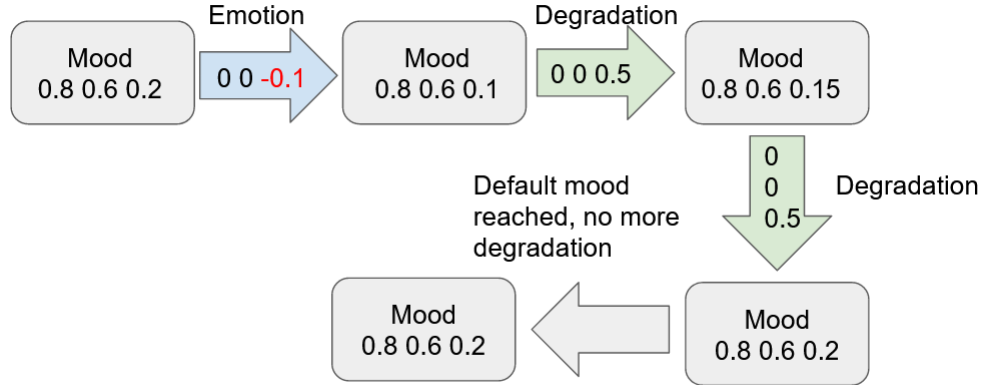 Emotion
Degradation
Mood
0.8 0.6 0.2
0 0 -0.1
Mood
0.8 0.6 0.1
0 0 0.5
Mood
0.8 0.6 0.15
0
0
0.5
Degradation
Default mood
reached, no more
degradation
Mood
0.8 0.6 0.2
Mood
0.8 0.6 0.2